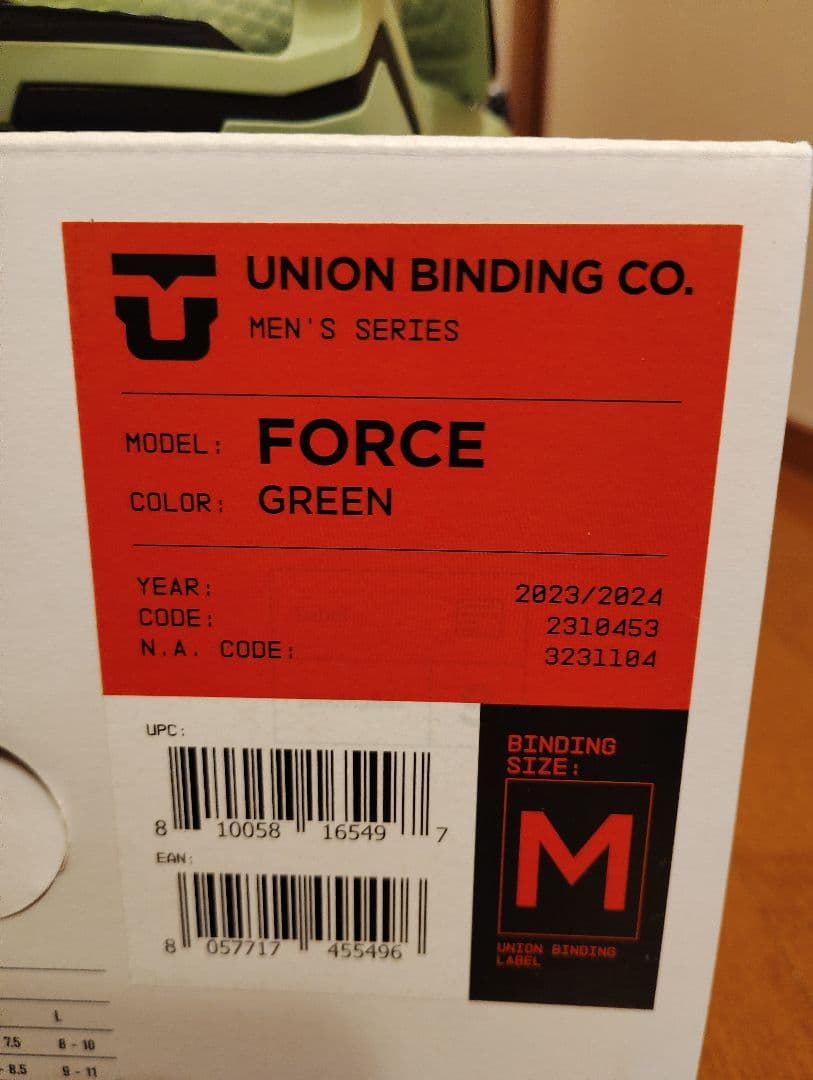 UNION BINDING CO.
MEN'S SERIES
MODEL: FORCE
COLOR: GREEN
YEAR: 2023/2024
CODE: 2310453
N.A. CODE: 3231104
UPC:
8 10058 16549 7
EAN:
8 057717 455496
BINDING
SIZE:
M
UNION BINDING
LABEL
L
7.5 8 - 10
- 8.5 9 - 11